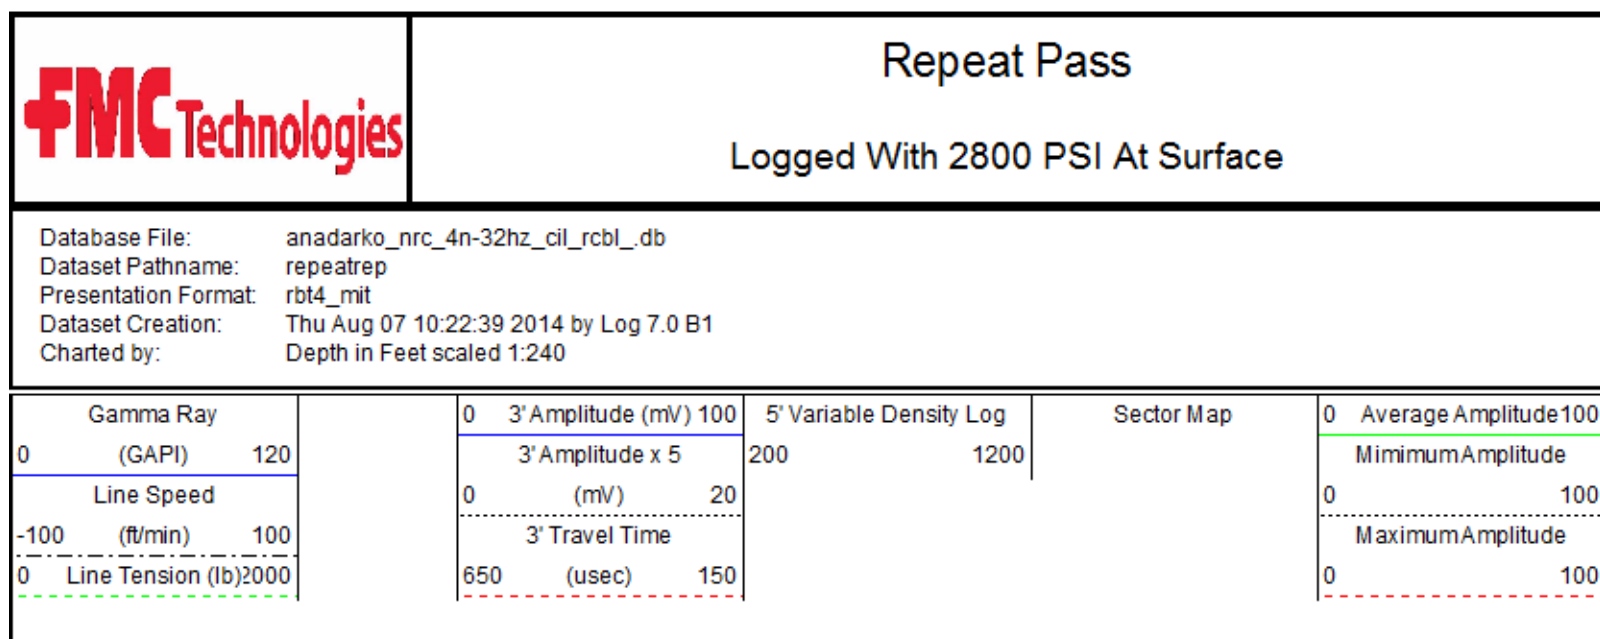 FMC Technologies
Repeat Pass
Logged With 2800 PSI At Surface
Database File: anadarko_nrc_4n-32hz_cil_rcbl_.db
Dataset Pathname: repeatrep
Presentation Format: rbt4_mit
Dataset Creation: Thu Aug 07 10:22:39 2014 by Log 7.0 B1
Charted by: Depth in Feet scaled 1:240
Gamma Ray
0 (GAPI) 120
Line Speed
-100 (ft/min) 100
0 Line Tension (lb) 2000
0 3' Amplitude (mV) 100
3' Amplitude x 5
0 (mV) 20
3' Travel Time
650 (usec) 150
5' Variable Density Log
200 1200
Sector Map
0 Average Amplitude 100
Mimimum Amplitude
0 100
Maximum Amplitude
0 100